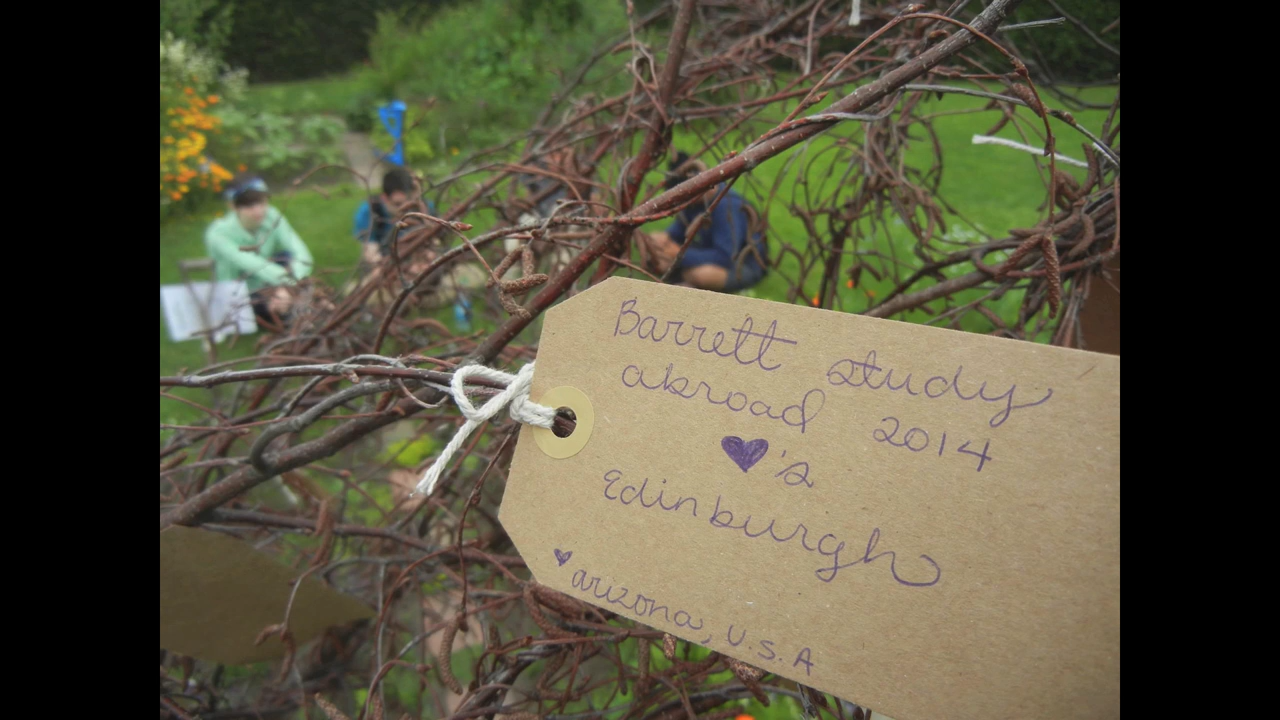 Barrett study
abroad 2014
♥'s
Edinburgh
♥ arizona, U.S.A